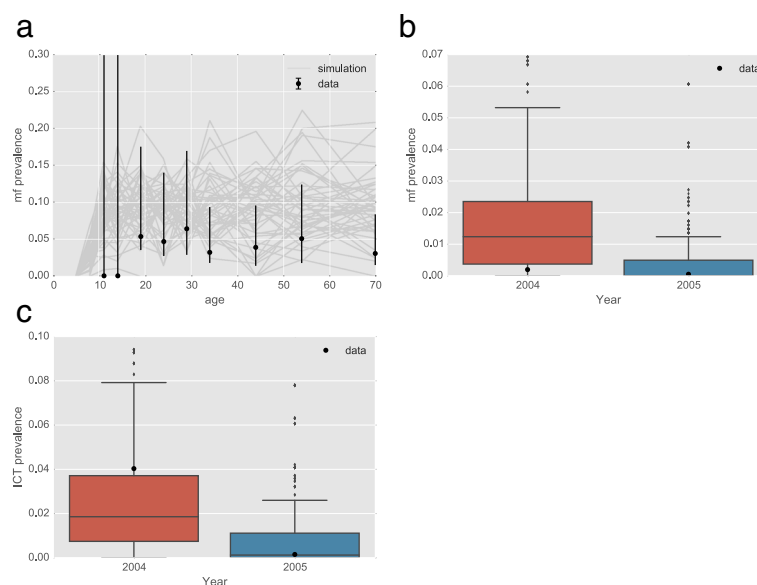 a
0.30
0.25
0.20
0.15
0.10
0.05
0.00
mf prevalence
simulation
data
0 10 20 30 40 50 60 70
age
b
0.07
0.06
0.05
0.04
0.03
0.02
0.01
0.00
mf prevalence
data
2004 2005
Year
c
0.10
0.08
0.06
0.04
0.02
0.00
ICT prevalence
data
2004 2005
Year